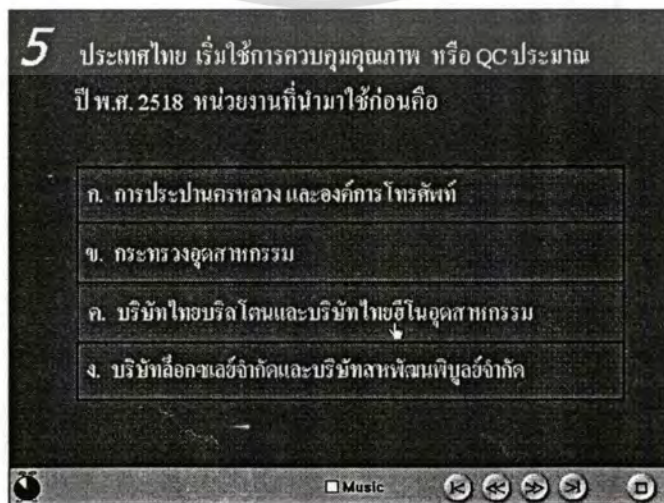 5 ประเทศไทย เริ่มใช้การควบคุมคุณภาพ หรือ QC ประมาณ
ปี พ.ศ. 2518 หน่วยงานที่นำมาใช้ก่อนคือ
ก. การประปานครหลวง และองค์การโทรศัพท์
ข. กระทรวงอุตสาหกรรม
ค. บริษัทไทยบริสโตนและบริษัทไทยฮีโนอุตสาหกรรม
ง. บริษัทล็อกซเลย์จำกัดและบริษัทสหพัฒนพิบูลย์จำกัด
Music